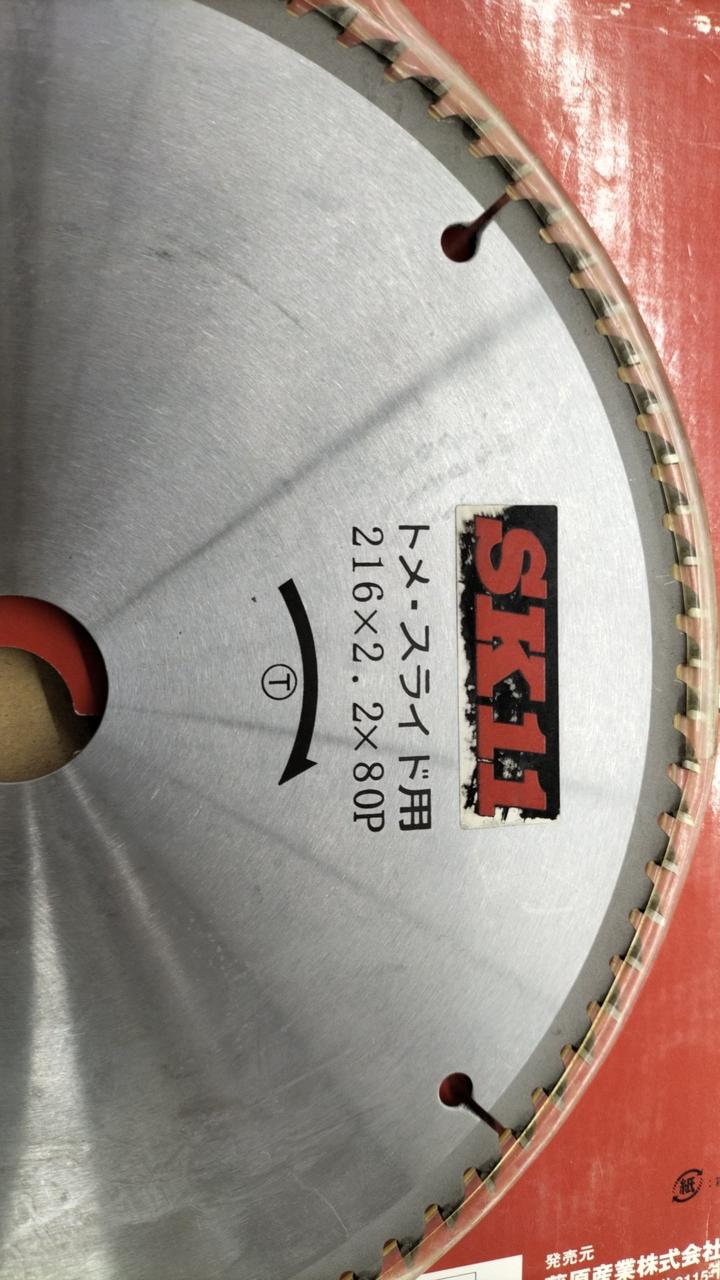 SK11
トメ・スライド用
216×2.2×80P
T
紙
発売元
藤原産業株式会社